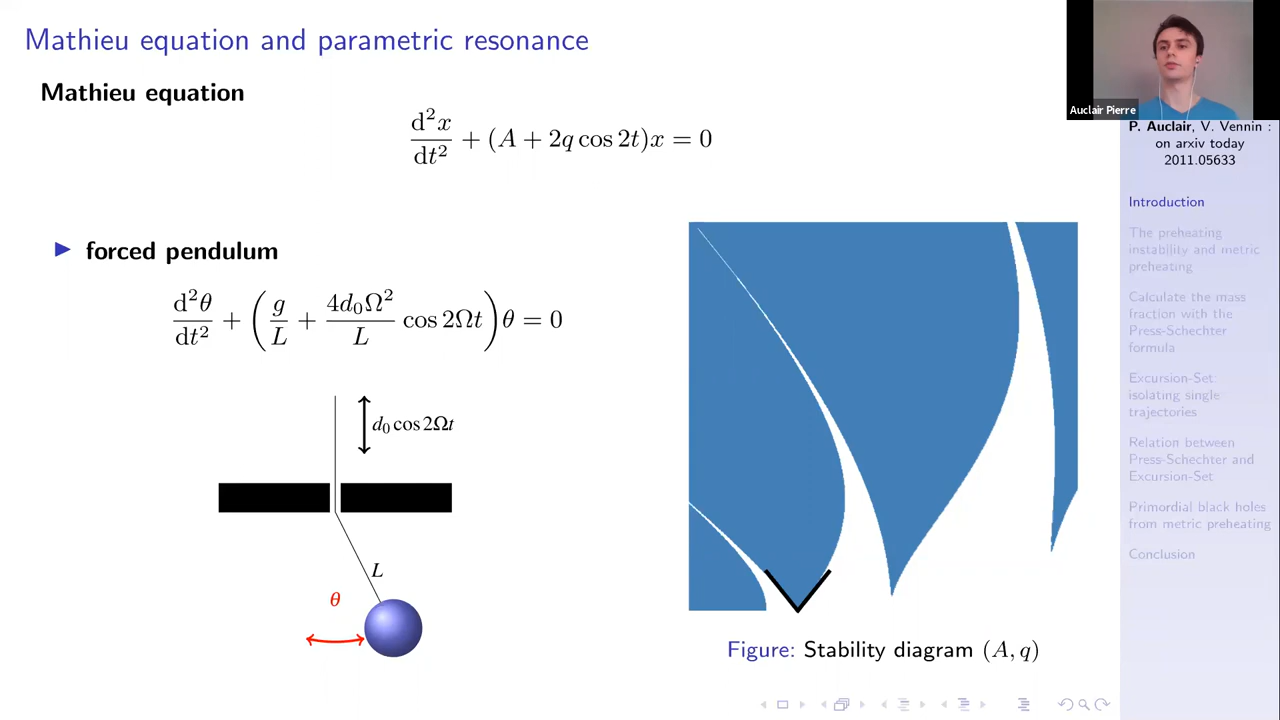 Mathieu equation and parametric resonance
Mathieu equation
d²x/dt² + (A + 2q cos 2t)x = 0
forced pendulum
d²θ/dt² + (g/L + 4d₀Ω²/L cos 2Ωt)θ = 0
d₀ cos 2Ωt
L
θ
Figure: Stability diagram (A, q)
Auclair Pierre
P. Auclair, V. Vennin :
on arxiv today
2011.05633
Introduction
The preheating
instability and metric
preheating
Calculate the mass
fraction with the
Press-Schechter
formula
Excursion-Set:
isolating single
trajectories
Relation between
Press-Schechter and
Excursion-Set
Primordial black holes
from metric preheating
Conclusion